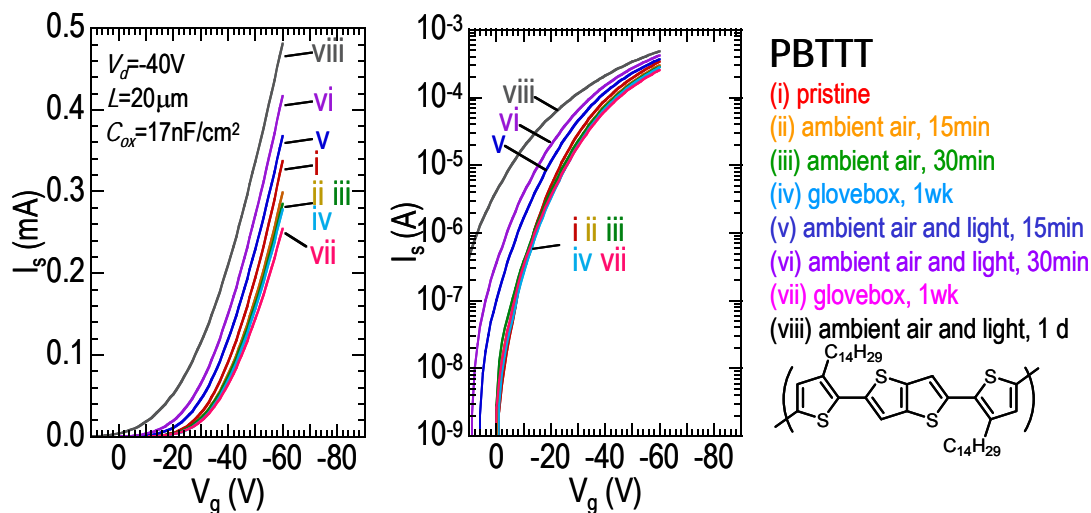 0.5
0.4
0.3
0.2
0.1
0.0
I_s (mA)
V_d=-40V
L=20μm
C_ox=17nF/cm²
viii
vi
v
i
ii iii
iv
vii
0 -20 -40 -60 -80
V_g (V)
10⁻³
10⁻⁴
10⁻⁵
10⁻⁶
10⁻⁷
10⁻⁸
10⁻⁹
I_s (A)
viii
vi
v
i ii iii
iv vii
0 -20 -40 -60 -80
V_g (V)
PBTTT
(i) pristine
(ii) ambient air, 15min
(iii) ambient air, 30min
(iv) glovebox, 1wk
(v) ambient air and light, 15min
(vi) ambient air and light, 30min
(vii) glovebox, 1wk
(viii) ambient air and light, 1 d
C₁₄H₂₉
S S
S S
C₁₄H₂₉